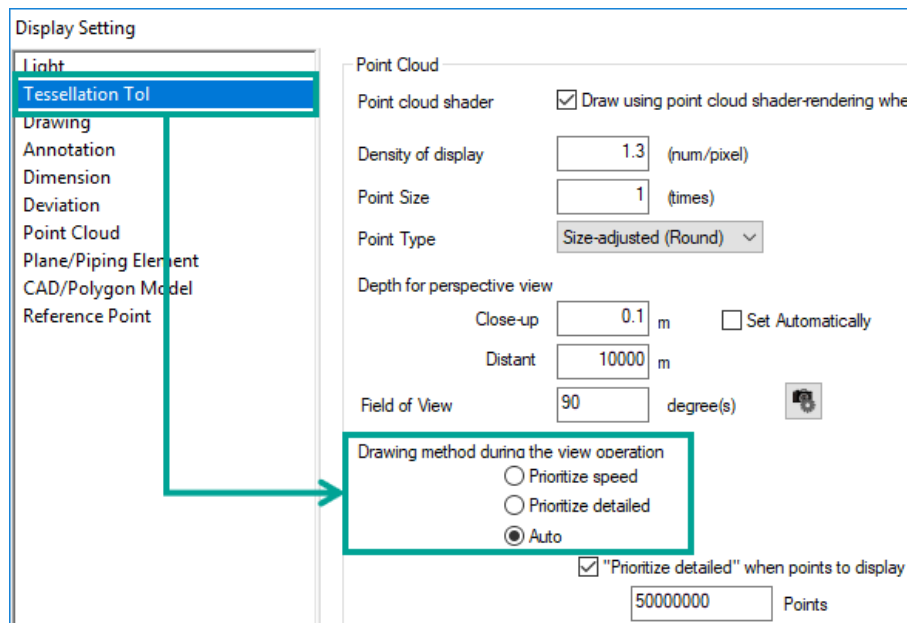 Display Setting
Light
Tessellation Tol
Drawing
Annotation
Dimension
Deviation
Point Cloud
Plane/Piping Element
CAD/Polygon Model
Reference Point
Point Cloud
Point cloud shader Draw using point cloud shader-rendering whe
Density of display 1.3 (num/pixel)
Point Size 1 (times)
Point Type Size-adjusted (Round)
Depth for perspective view
Close-up 0.1 m Set Automatically
Distant 10000 m
Field of View 90 degree(s)
Drawing method during the view operation
Prioritize speed
Prioritize detailed
Auto
"Prioritize detailed" when points to display
50000000 Points